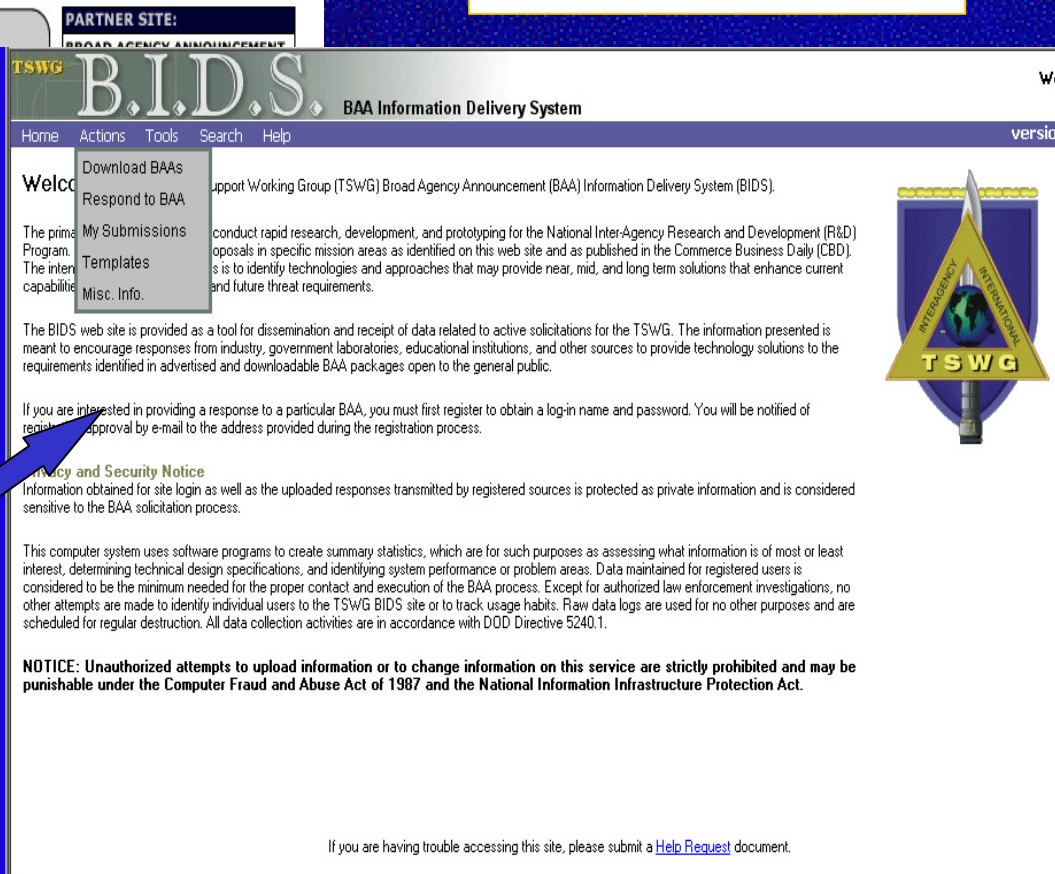 PARTNER SITE:
BROAD AGENCY ANNOUNCEMENT
TSWG
B.I.D.S. BAA Information Delivery System
Home Actions Tools Search Help
Download BAAs
Respond to BAA
My Submissions
Templates
Misc. Info.
upport Working Group (TSWG) Broad Agency Announcement (BAA) Information Delivery System (BIDS).
The prima conduct rapid research, development, and prototyping for the National Inter-Agency Research and Development (R&D)
Program. oposals in specific mission areas as identified on this web site and as published in the Commerce Business Daily (CBD).
The inten s is to identify technologies and approaches that may provide near, mid, and long term solutions that enhance current
capabilitie and future threat requirements.
The BIDS web site is provided as a tool for dissemination and receipt of data related to active solicitations for the TSWG. The information presented is
meant to encourage responses from industry, government laboratories, educational institutions, and other sources to provide technology solutions to the
requirements identified in advertised and downloadable BAA packages open to the general public.
If you are interested in providing a response to a particular BAA, you must first register to obtain a log-in name and password. You will be notified of
approval by e-mail to the address provided during the registration process.
and Security Notice
Information obtained for site login as well as the uploaded responses transmitted by registered sources is protected as private information and is considered
sensitive to the BAA solicitation process.
This computer system uses software programs to create summary statistics, which are for such purposes as assessing what information is of most or least
interest, determining technical design specifications, and identifying system performance or problem areas. Data maintained for registered users is
considered to be the minimum needed for the proper contact and execution of the BAA process. Except for authorized law enforcement investigations, no
other attempts are made to identify individual users to the TSWG BIDS site or to track usage habits. Raw data logs are used for no other purposes and are
scheduled for regular destruction. All data collection activities are in accordance with DOD Directive 5240.1.
NOTICE: Unauthorized attempts to upload information or to change information on this service are strictly prohibited and may be
punishable under the Computer Fraud and Abuse Act of 1987 and the National Information Infrastructure Protection Act.
INTERAGENCY
INTERNATIONAL
TSWG
If you are having trouble accessing this site, please submit a Help Request document.